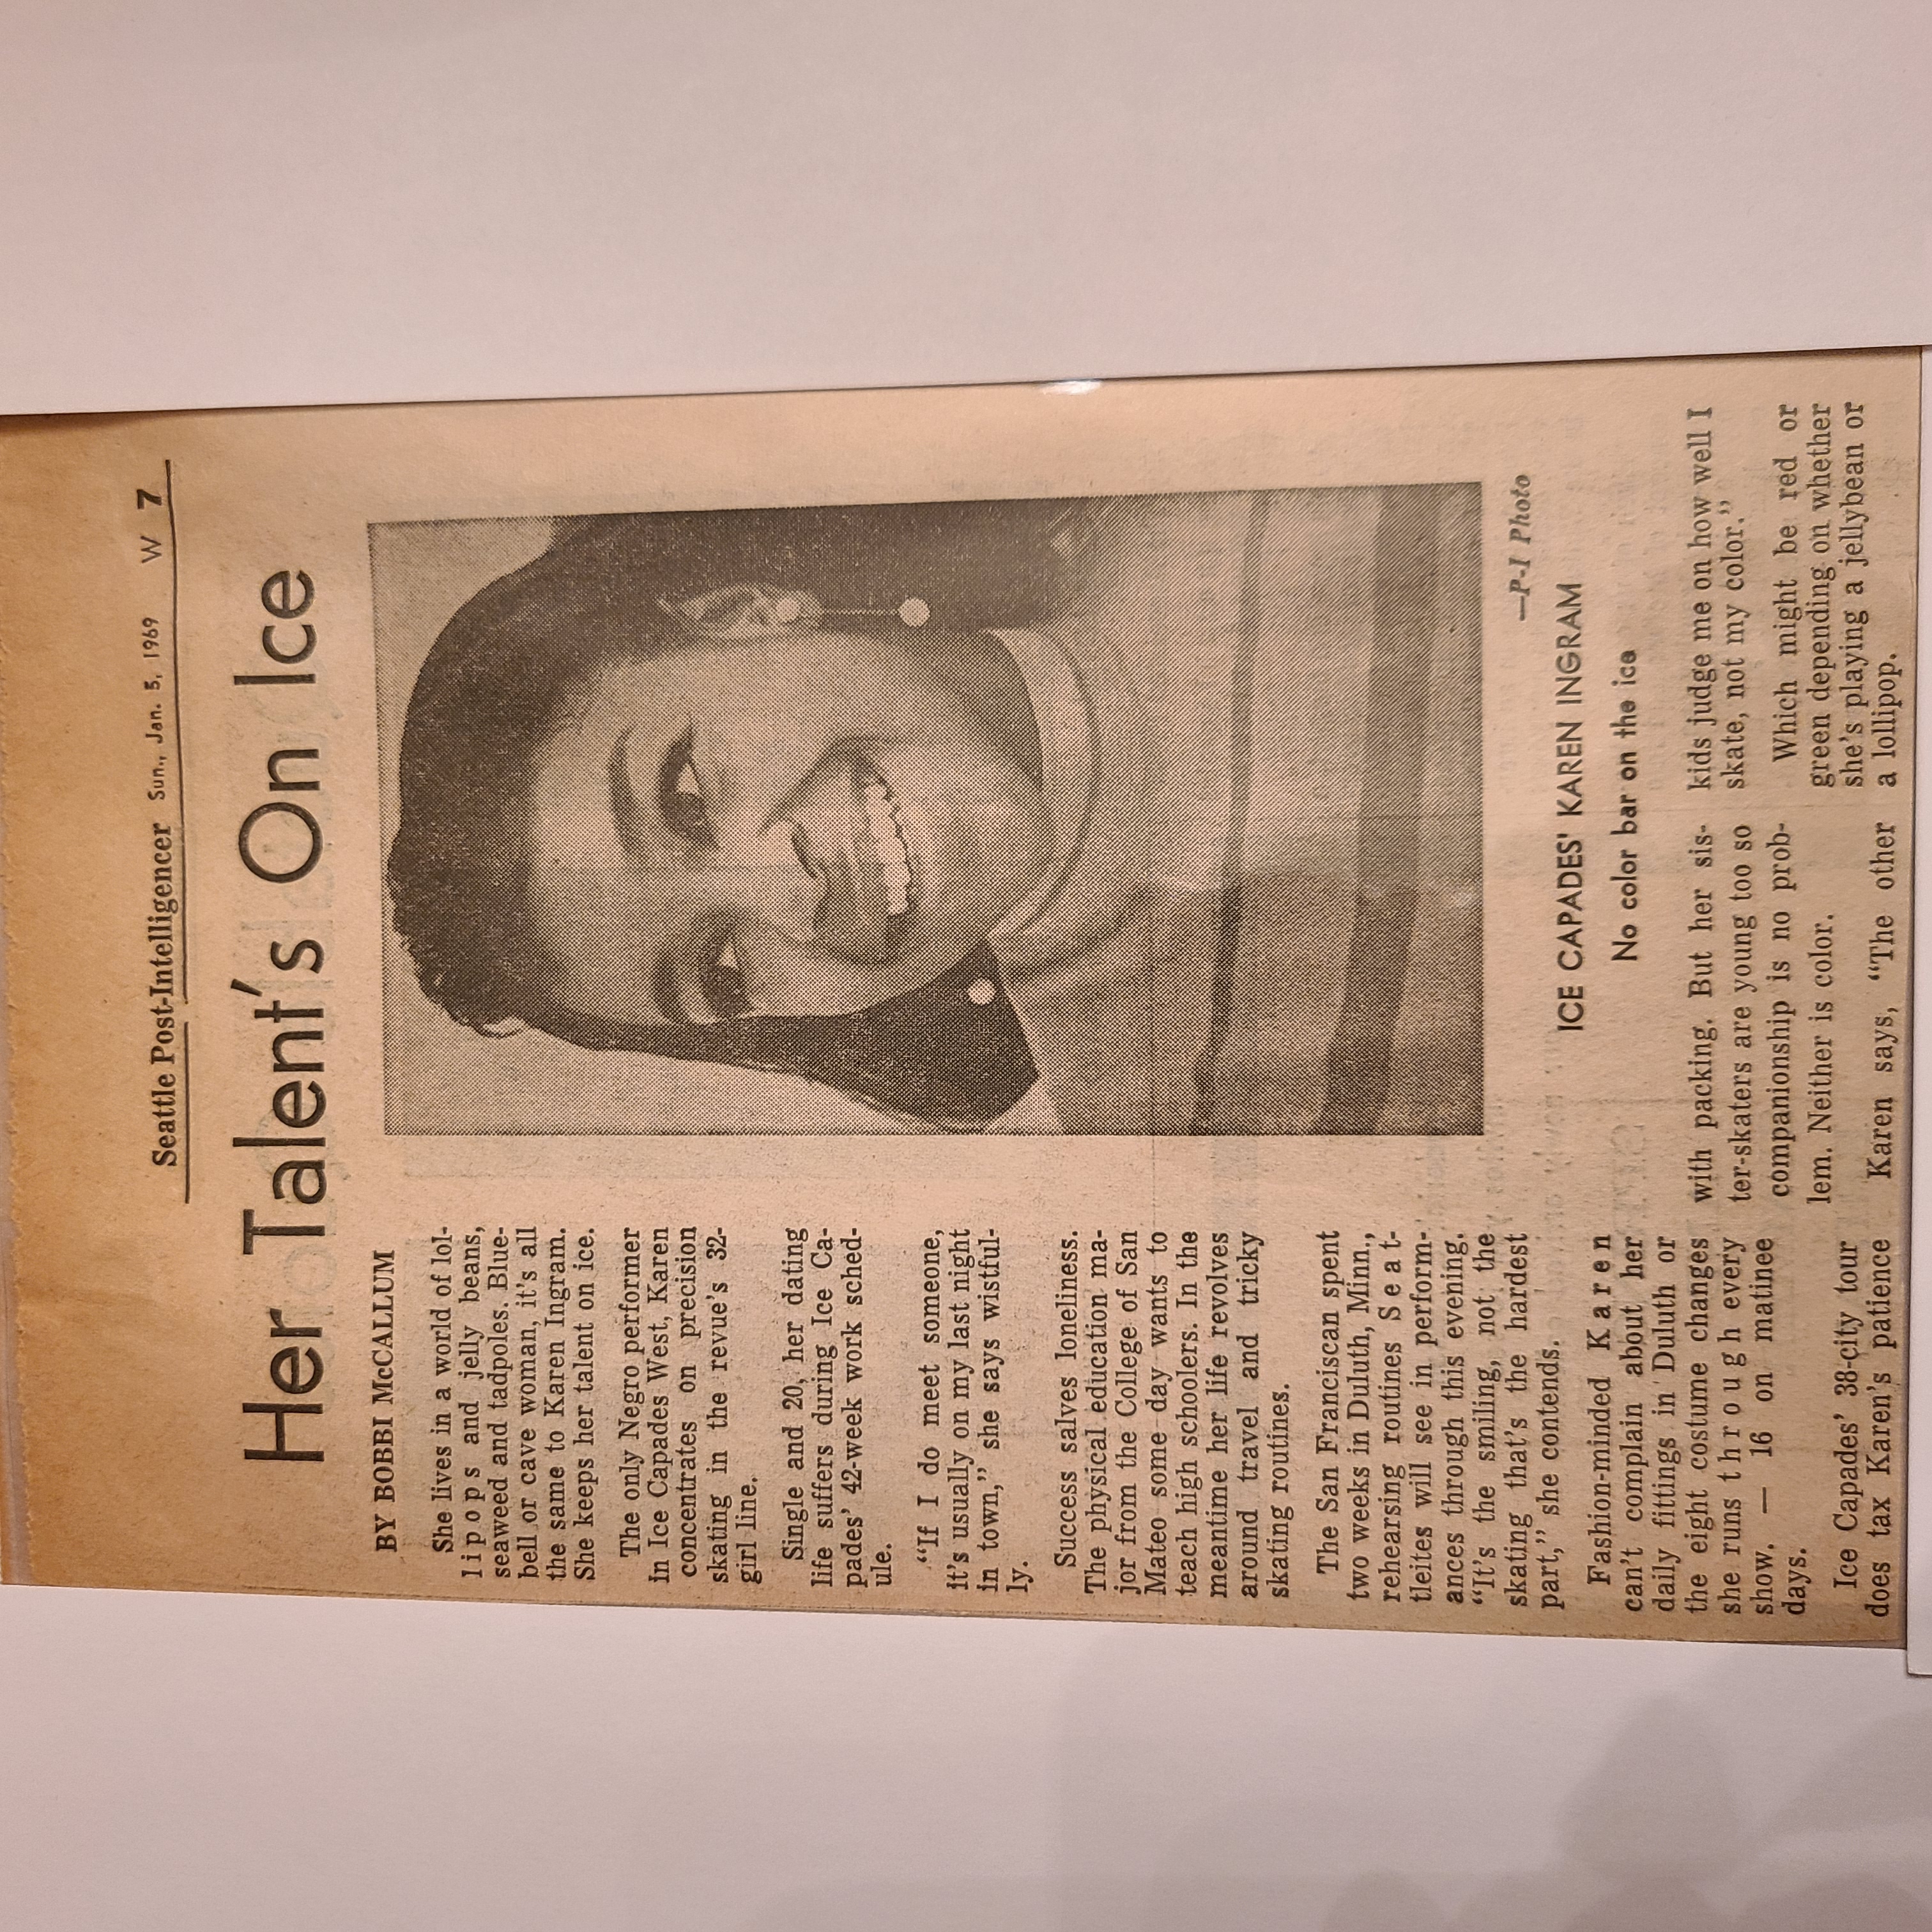 Seattle Post-Intelligencer Sun., Jan. 5, 1969 W 7
Her Talent's On Ice
BY BOBBI McCALLUM
She lives in a world of lol-
lipops and jelly beans,
seaweed and tadpoles. Blue-
bell or cave woman, it's all
the same to Karen Ingram.
She keeps her talent on ice.
The only Negro performer
in Ice Capades West, Karen
concentrates on precision
skating in the revue's 32-
girl line.
Single and 20, her dating
life suffers during Ice Ca-
pades' 42-week work sched-
ule.
"If I do meet someone,
it's usually on my last night
in town," she says wistful-
ly.
Success salves loneliness.
The physical education ma-
jor from the College of San
Mateo some day wants to
teach high schoolers. In the
meantime her life revolves
around travel and tricky
skating routines.
The San Franciscan spent
two weeks in Duluth, Minn.,
rehearsing routines Seat-
tleites will see in perform-
ances through this evening.
"It's the smiling, not the
skating that's the hardest
part," she contends.
Fashion-minded Karen
can't complain about her
daily fittings in Duluth or
the eight costume changes
she runs through every
show. — 16 on matinee
days.
Ice Capades' 38-city tour
does tax Karen's patience
—P-I Photo
ICE CAPADES' KAREN INGRAM
No color bar on the ice
with packing. But her sis-
ter-skaters are young too so
companionship is no prob-
lem. Neither is color.
Karen says, "The other
kids judge me on how well I
skate, not my color."
Which might be red or
green depending on whether
she's playing a jellybean or
a lollipop.